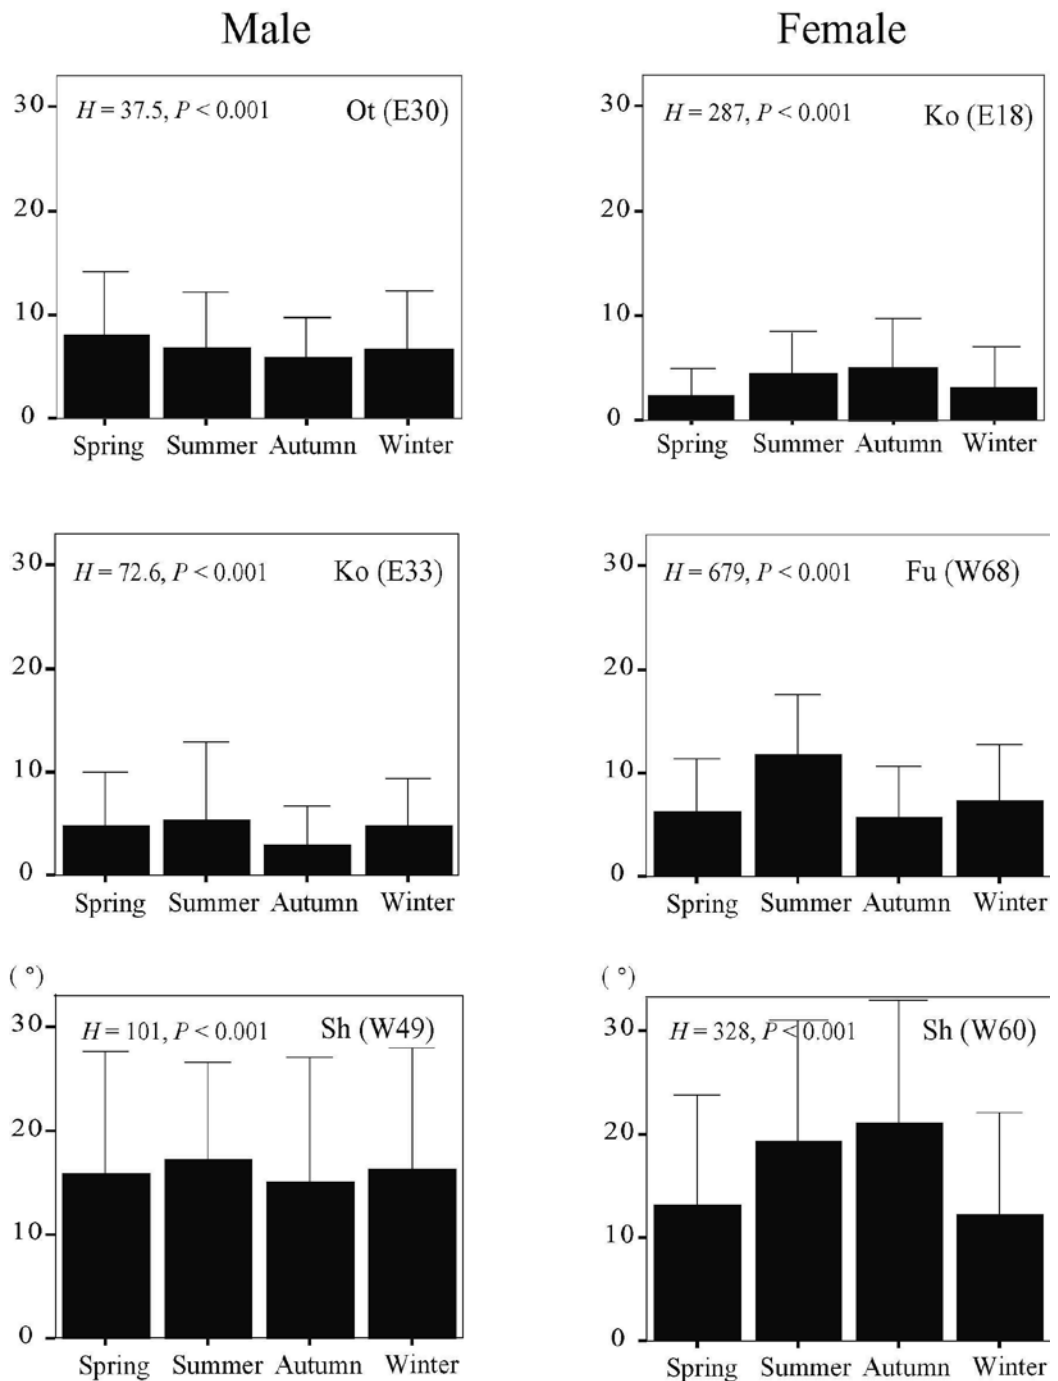 Male
Female
H = 37.5, P < 0.001 Ot (E30)
30
20
10
0
Spring Summer Autumn Winter
H = 287, P < 0.001 Ko (E18)
30
20
10
0
Spring Summer Autumn Winter
H = 72.6, P < 0.001 Ko (E33)
30
20
10
0
Spring Summer Autumn Winter
H = 679, P < 0.001 Fu (W68)
30
20
10
0
Spring Summer Autumn Winter
( °)
H = 101, P < 0.001 Sh (W49)
30
20
10
0
Spring Summer Autumn Winter
( °)
H = 328, P < 0.001 Sh (W60)
30
20
10
0
Spring Summer Autumn Winter